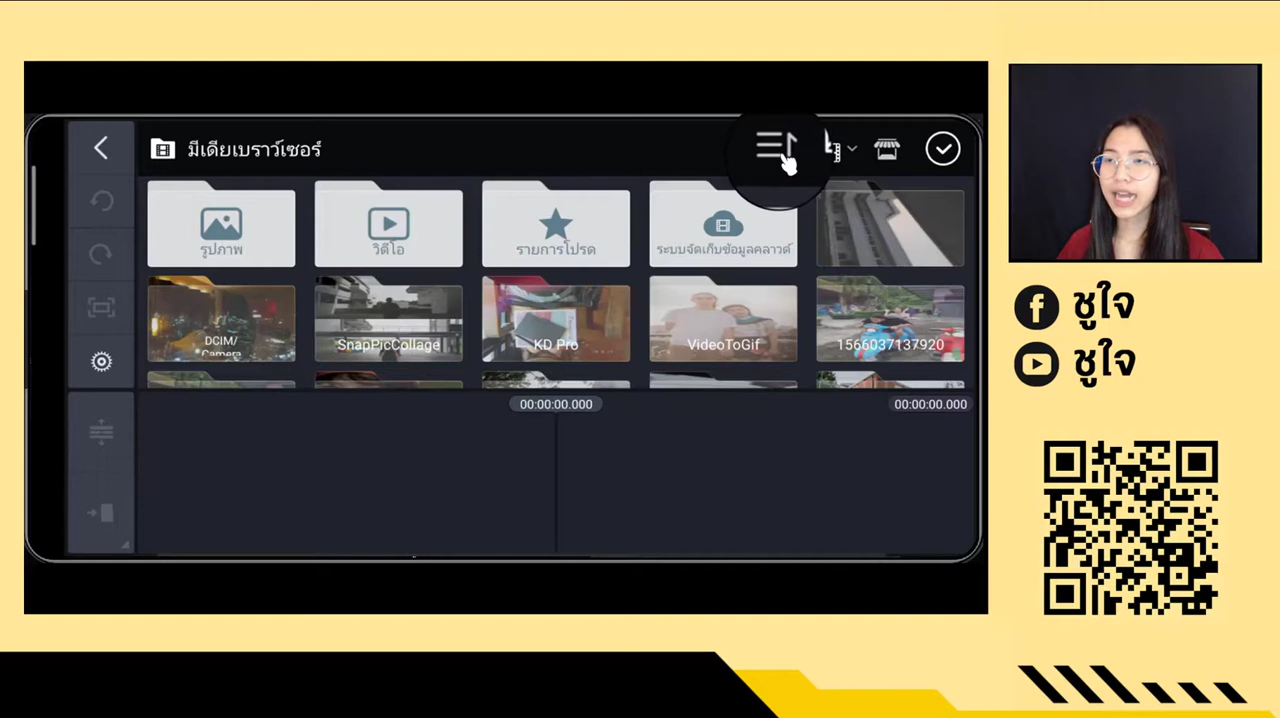 มีเดียเบราว์เซอร์
รูปภาพ
วิดีโอ
รายการโปรด
ระบบจัดเก็บข้อมูลคลาวด์
DCIM/
Camera
SnapPicCollage
KD Pro
VideoToGif
1566037137920
00:00:00.000
00:00:00.000
ชูใจ
ชูใจ